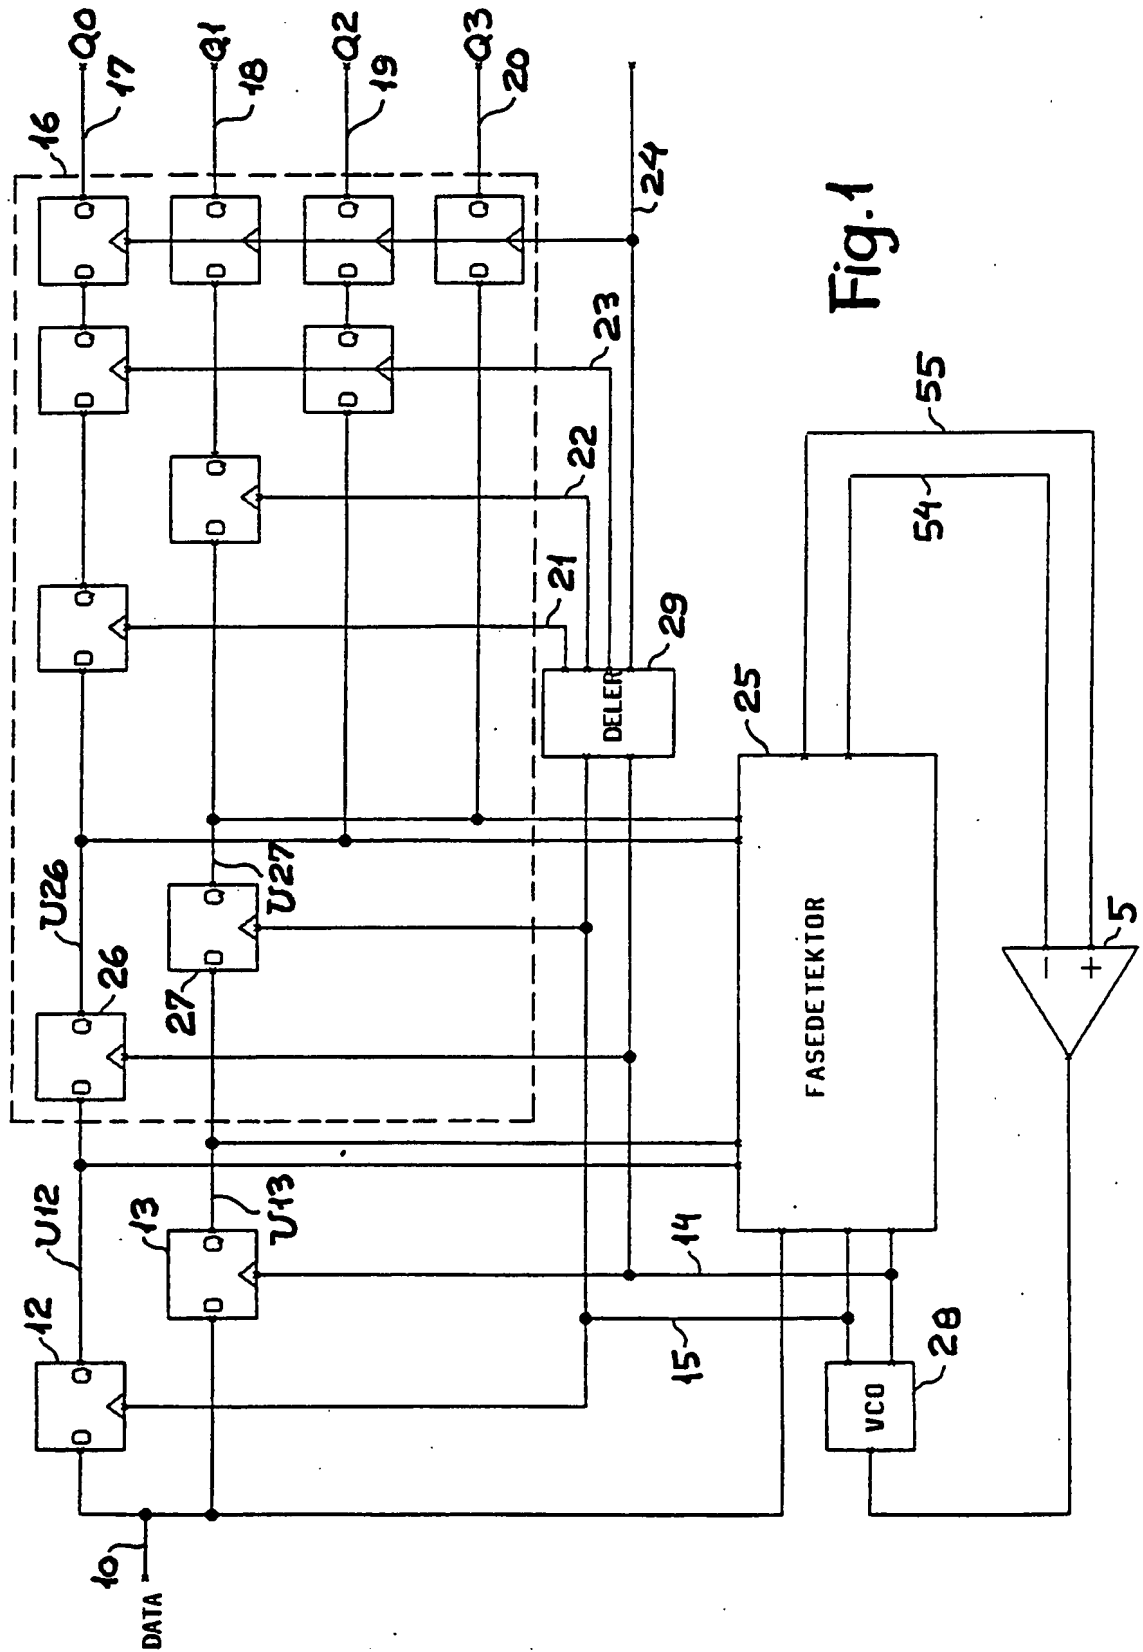 Q0
17
16
D Q
D Q
D Q
U26
26
D Q
U12
12
D Q
Q1
18
D Q
D Q
U27
27
D Q
U13
13
D Q
10
DATA
Q2
19
D Q
D Q
Q3
20
D Q
24
23
22
21
DELER
29
15
14
25
FASEDETEKTOR
VCO
28
55
54
−
+
5
Fig.1